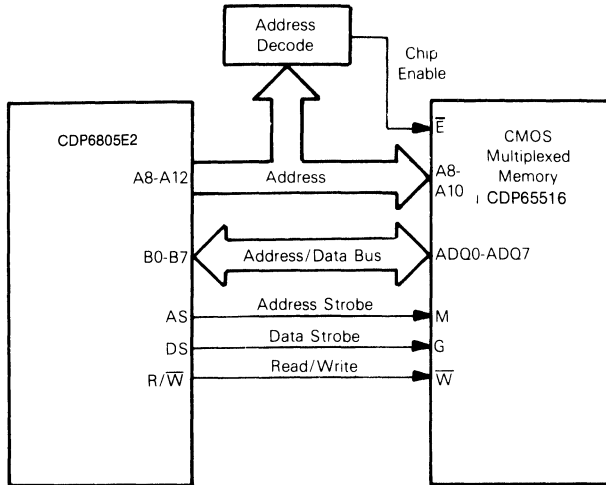 Address
Decode
Chip
Enable
CDP6805E2
E̅
CMOS
Multiplexed
Memory
CDP65516
A8-A12
Address
A8-
A10
B0-B7
Address/Data Bus
ADQ0-ADQ7
AS
Address Strobe
M
DS
Data Strobe
G
R/W̅
Read/Write
W̅